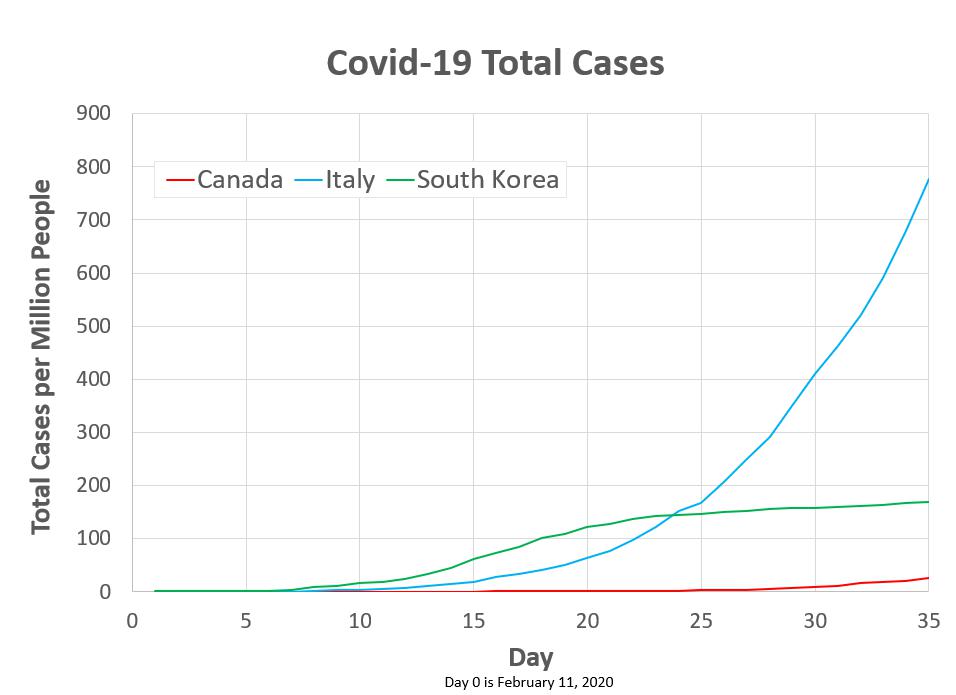 Covid-19 Total Cases
Total Cases per Million People
900
800
700
600
500
400
300
200
100
0
Canada Italy South Korea
0 5 10 15 20 25 30 35
Day
Day 0 is February 11, 2020